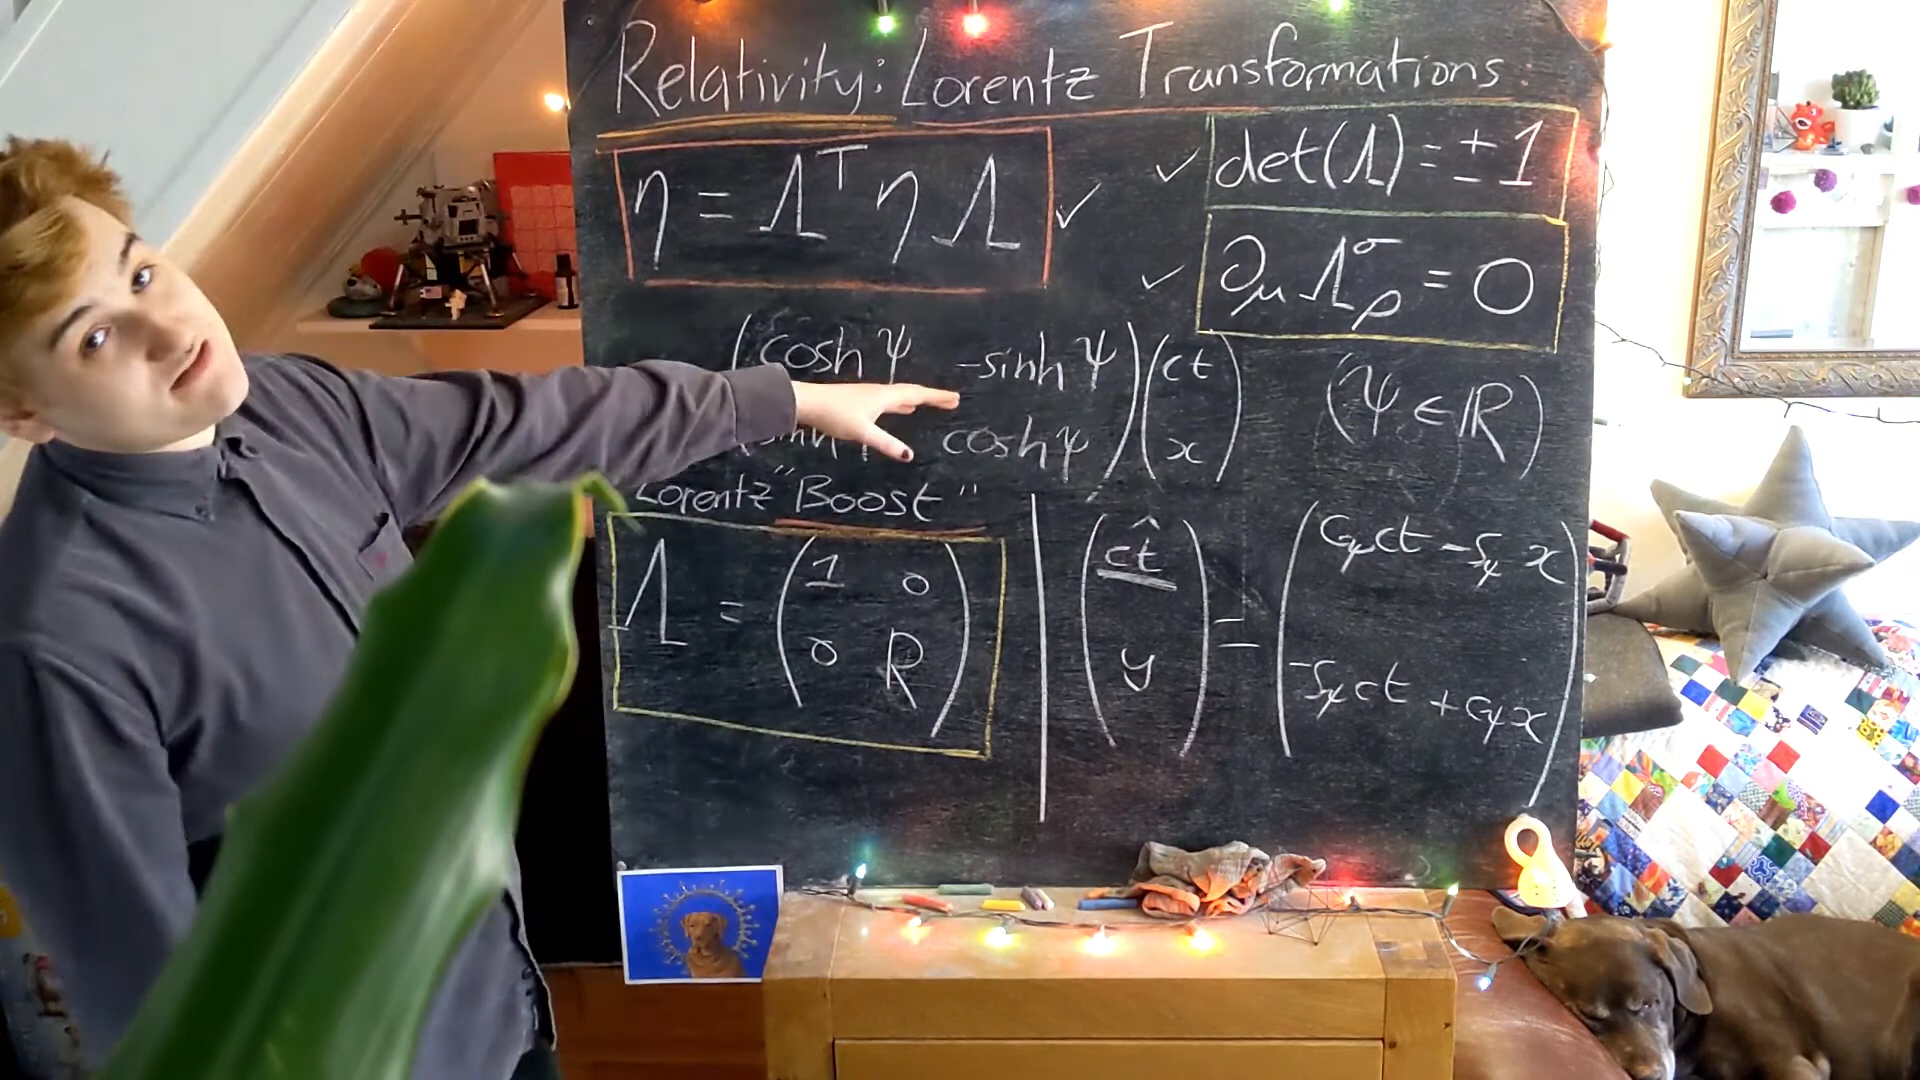 Relativity: Lorentz Transformations
η = Λᵀ η Λ ✓
✓ det(Λ) = ±1
✓ ∂μ Λ^σ_ρ = 0
(cosh ψ -sinh ψ) (ct)
cosh ψ) (x)
(ψ ∈ ℝ)
Lorentz "Boost"
Λ = (1 0
0 R)
(ĉt
y) =
(Cψ ct - Sψ x
-Sψ ct + Cψ x)